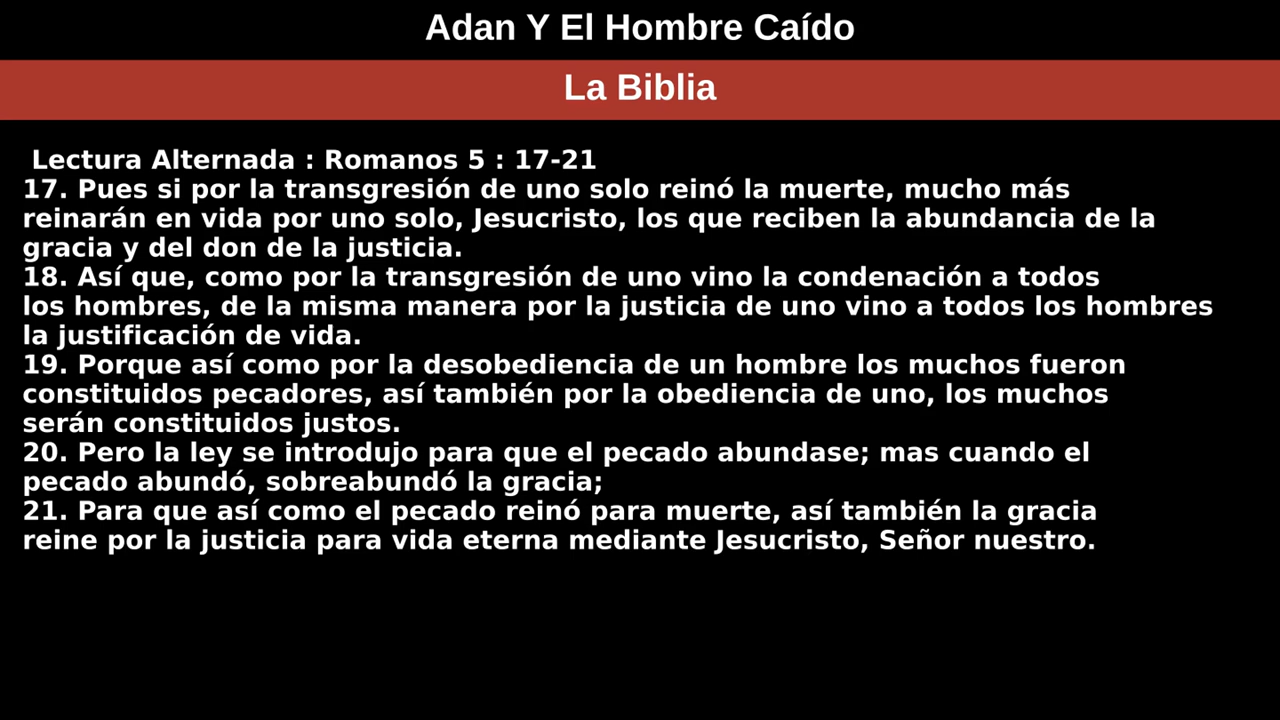 Adan Y El Hombre Caído
La Biblia
Lectura Alternada : Romanos 5 : 17-21
17. Pues si por la transgresión de uno solo reinó la muerte, mucho más
reinarán en vida por uno solo, Jesucristo, los que reciben la abundancia de la
gracia y del don de la justicia.
18. Así que, como por la transgresión de uno vino la condenación a todos
los hombres, de la misma manera por la justicia de uno vino a todos los hombres
la justificación de vida.
19. Porque así como por la desobediencia de un hombre los muchos fueron
constituidos pecadores, así también por la obediencia de uno, los muchos
serán constituidos justos.
20. Pero la ley se introdujo para que el pecado abundase; mas cuando el
pecado abundó, sobreabundó la gracia;
21. Para que así como el pecado reinó para muerte, así también la gracia
reine por la justicia para vida eterna mediante Jesucristo, Señor nuestro.